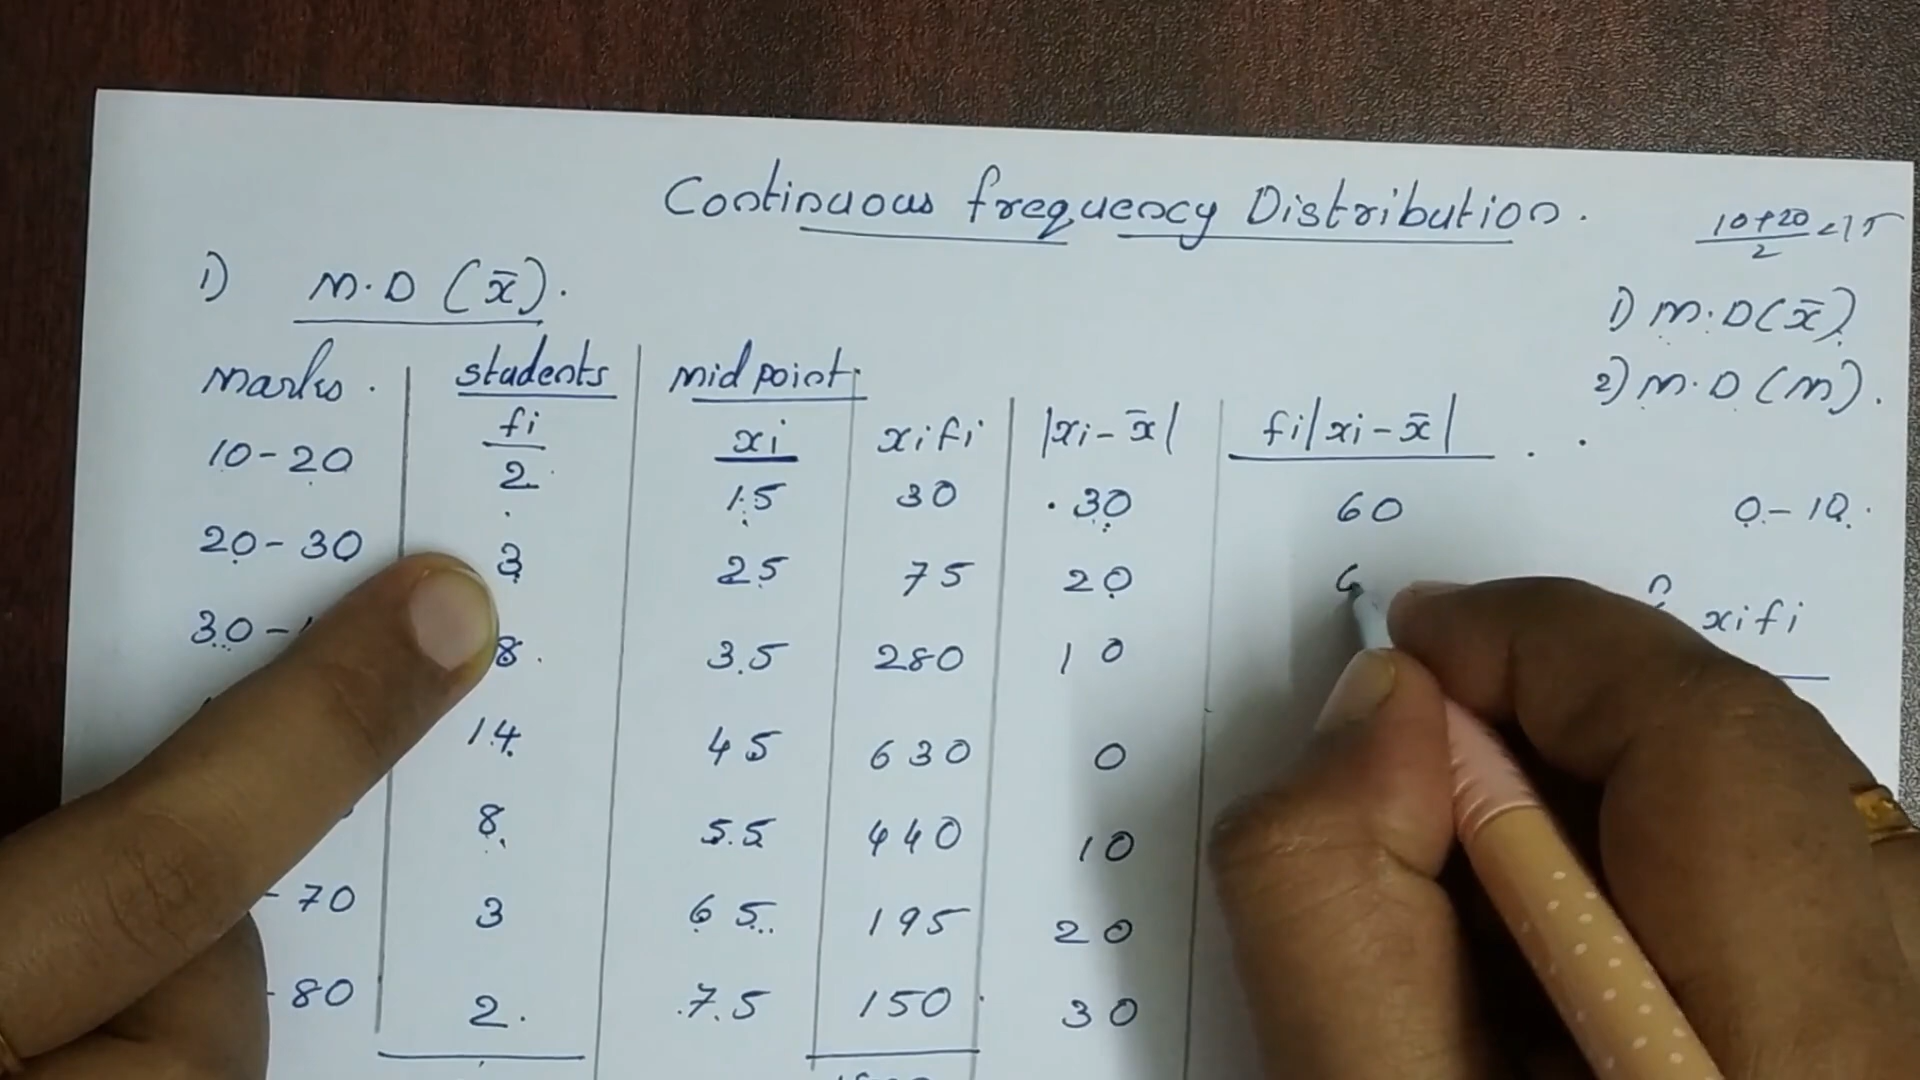 Continuous frequency Distribution.
10+20/2 = 15
1) M.D (x̄).
1) M.D(x̄).
2) M.D(M).
Marks. students mid point
fi xi xifi |xi-x̄| fi|xi-x̄|
10-20 2 15 30 30 60
0-10.
20-30 3 25 75 20 6
xifi
30- 8 35 280 10
14 45 630 0
8 55 440 10
-70 3 65 195 20
-80 2 75 150 30